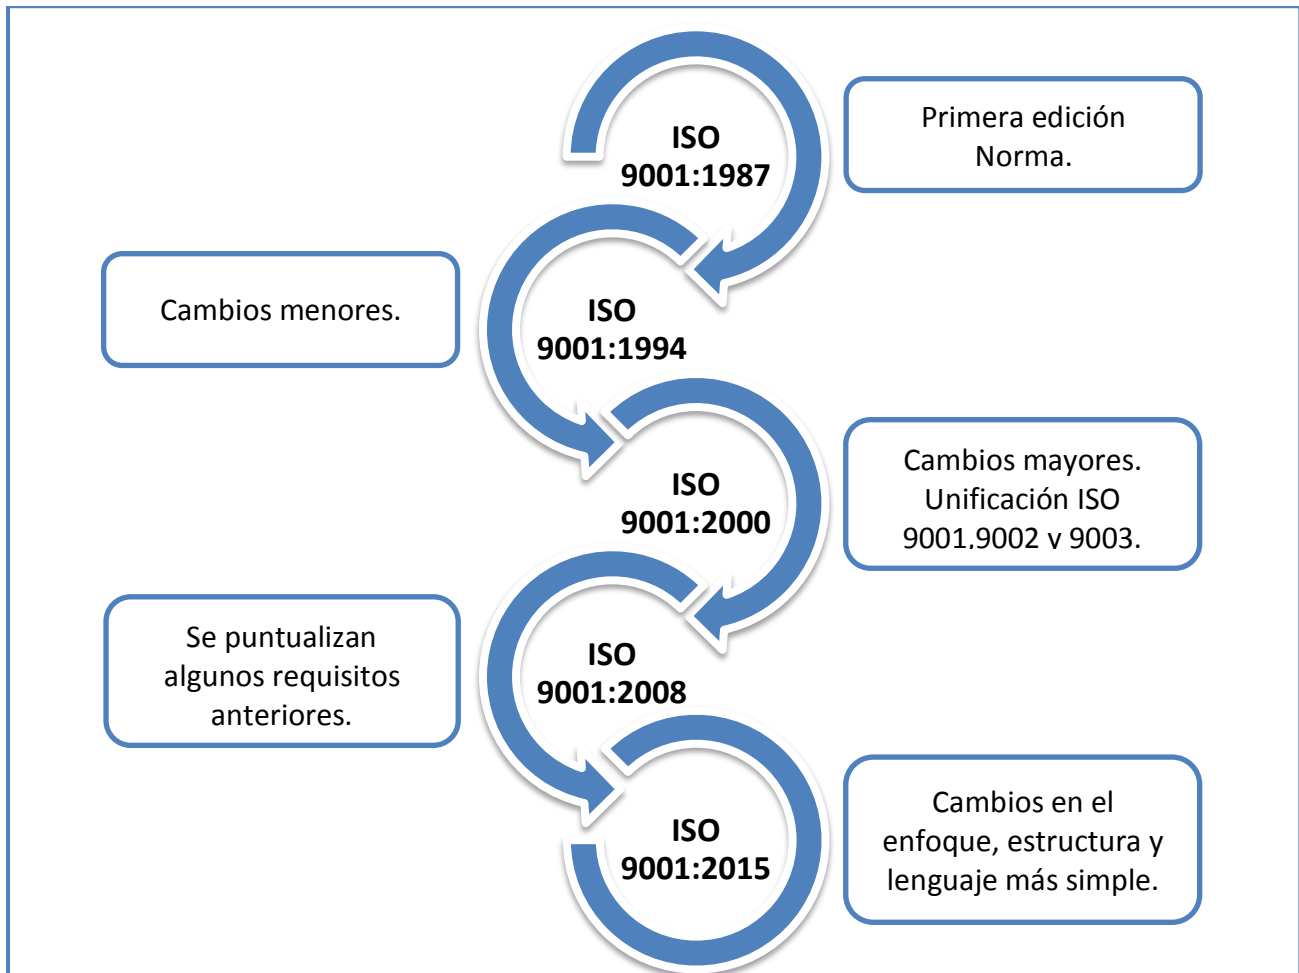 ISO
9001:1987
Primera edición
Norma.
Cambios menores.
ISO
9001:1994
ISO
9001:2000
Cambios mayores.
Unificación ISO
9001,9002 y 9003.
Se puntualizan
algunos requisitos
anteriores.
ISO
9001:2008
ISO
9001:2015
Cambios en el
enfoque, estructura y
lenguaje más simple.